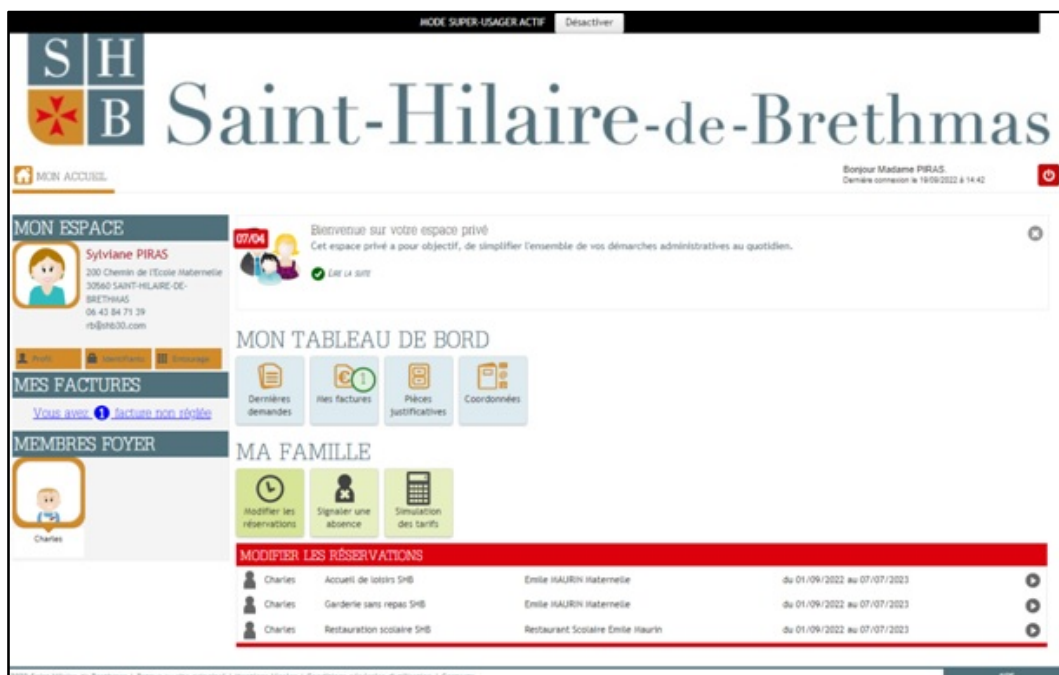 MODE SUPER-USAGER ACTIF Désactiver
S H
B
Saint-Hilaire-de-Brethmas
MON ACCUEIL
Bonjour Madame PIRAS.
Dernière connexion le 19/09/2022 à 14:42
MON ESPACE
Sylviane PIRAS
200 Chemin de l'Ecole Maternelle
30560 SAINT-HILAIRE-DE-
BRETHMAS
06 43 84 71 39
rb@shb30.com
Profil Identifiants Entourage
MES FACTURES
Vous avez 1 facture non réglée
MEMBRES FOYER
Charles
07/04
Bienvenue sur votre espace privé
Cet espace privé a pour objectif, de simplifier l'ensemble de vos démarches administratives au quotidien.
LIRE LA SUITE
MON TABLEAU DE BORD
Dernières demandes
Mes factures 1
Pièces justificatives
Coordonnées
MA FAMILLE
Modifier les réservations
Signaler une absence
Simulation des tarifs
MODIFIER LES RÉSERVATIONS
Charles Accueil de loisirs SHB Emile MAURIN Maternelle du 01/09/2022 au 07/07/2023
Charles Garderie sans repas SHB Emile MAURIN Maternelle du 01/09/2022 au 07/07/2023
Charles Restauration scolaire SHB Restaurant Scolaire Emile Maurin du 01/09/2022 au 07/07/2023